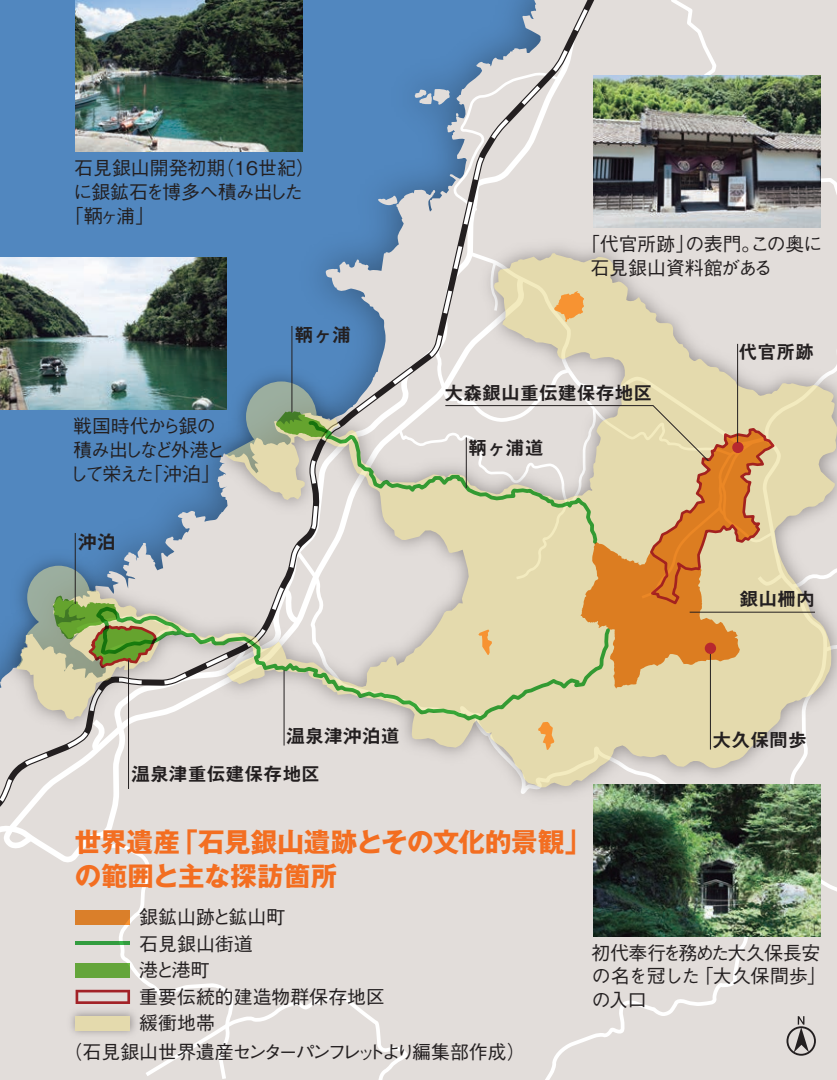 石見銀山開発初期（16世紀）
に銀鉱石を博多へ積み出した
「鞆ヶ浦」
「代官所跡」の表門。この奥に
石見銀山資料館がある
鞆ヶ浦
代官所跡
大森銀山重伝建保存地区
戦国時代から銀の
積み出しなど外港と
して栄えた「沖泊」
鞆ヶ浦道
沖泊
銀山柵内
温泉津沖泊道
大久保間歩
温泉津重伝建保存地区
世界遺産「石見銀山遺跡とその文化的景観」
の範囲と主な探訪箇所
銀鉱山跡と鉱山町
石見銀山街道
港と港町
重要伝統的建造物群保存地区
緩衝地帯
（石見銀山世界遺産センターパンフレットより編集部作成）
初代奉行を務めた大久保長安
の名を冠した「大久保間歩」
の入口
N